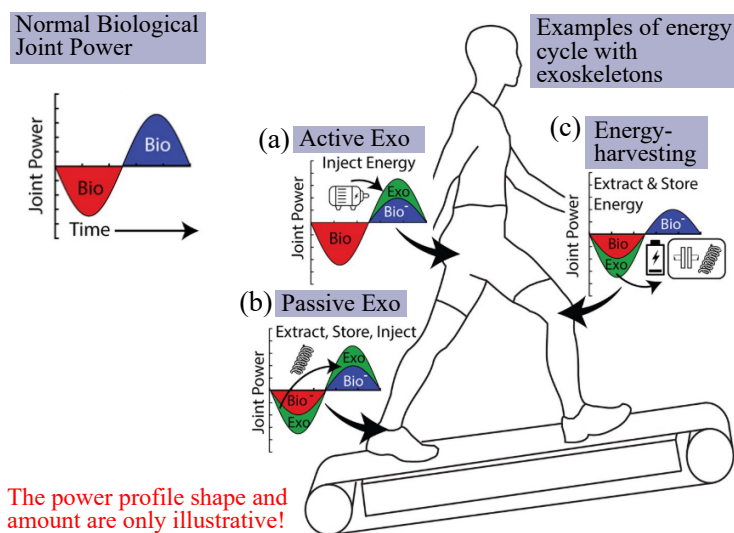 Normal Biological
Joint Power
Joint Power
Bio
Bio
Time
Examples of energy
cycle with
exoskeletons
(a) Active Exo
Inject Energy
Joint Power
Exo
Bio⁻
Bio
(b) Passive Exo
Extract, Store, Inject
Joint Power
Exo
Bio⁻
Bio⁻
Exo
(c) Energy-
harvesting
Extract & Store
Energy
Joint Power
Bio⁻
Bio
Exo
The power profile shape and
amount are only illustrative!